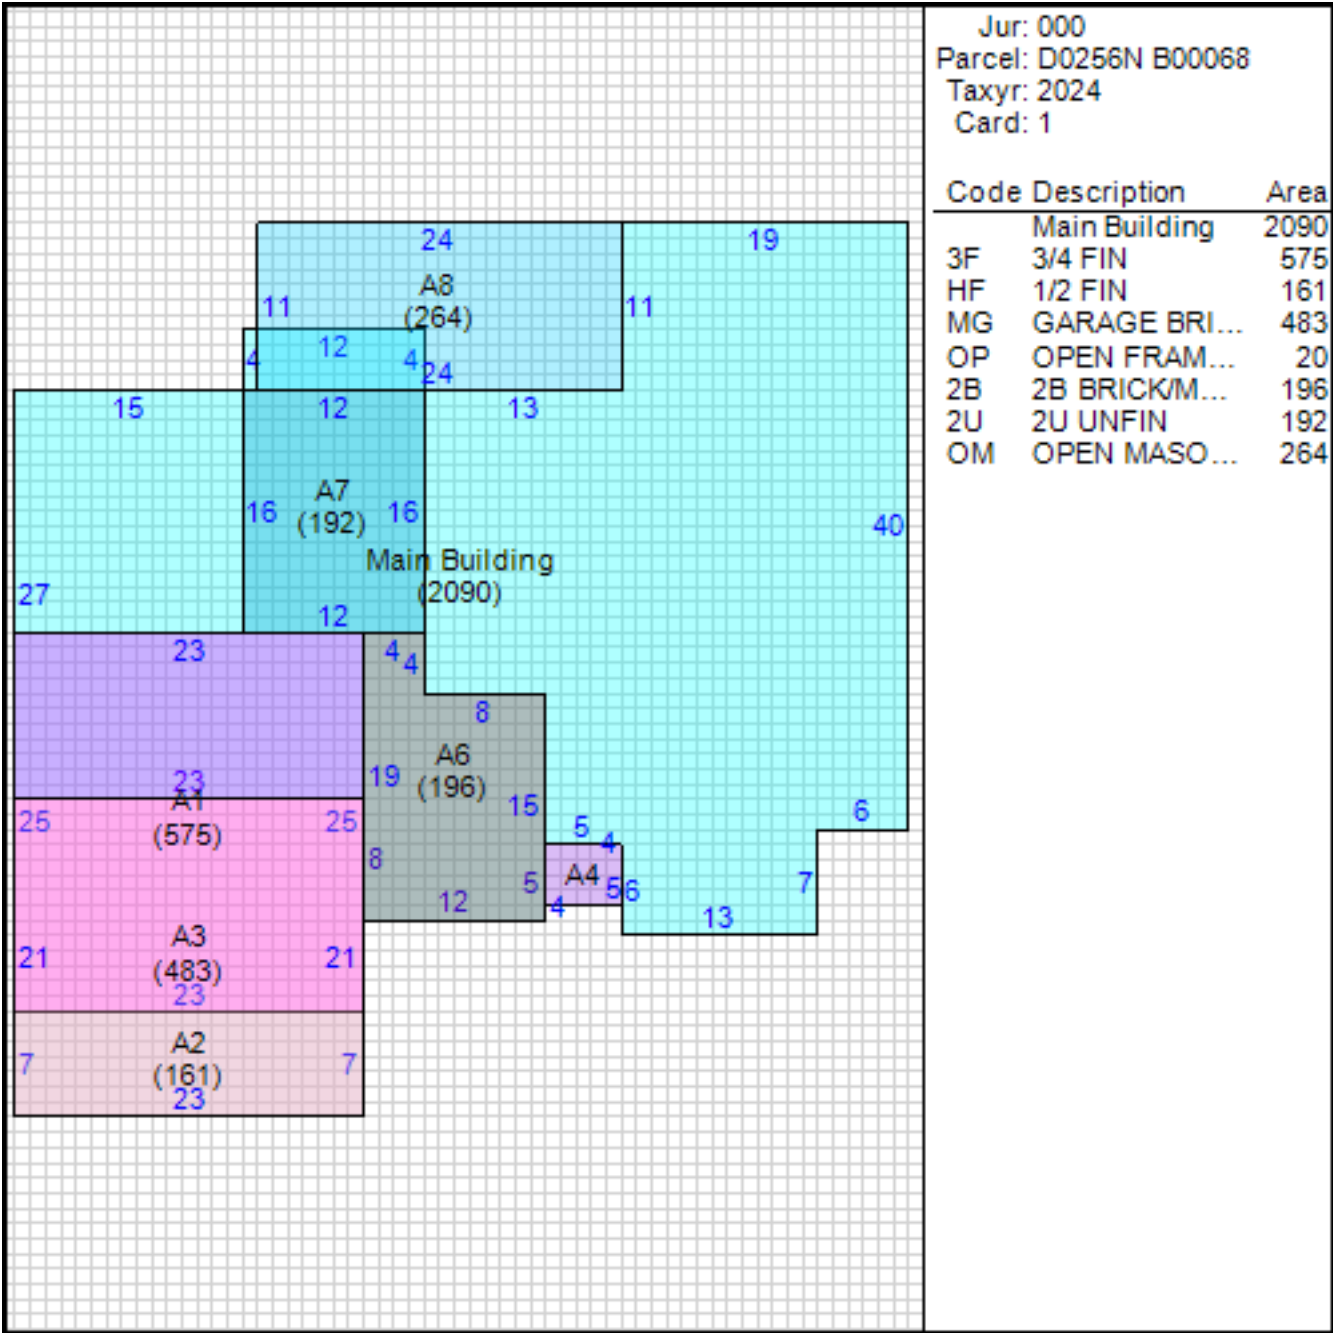 Jur: 000
Parcel: D0256N B00068
Taxyr: 2024
Card: 1
Code Description Area
Main Building 2090
3F 3/4 FIN 575
HF 1/2 FIN 161
MG GARAGE BRI... 483
OP OPEN FRAM... 20
2B 2B BRICK/M... 196
2U 2U UNFIN 192
OM OPEN MASO... 264
24 19
A8
11 (264) 11
12
4 4 24
15 12 13
A7
16 (192) 16
40
Main Building
(2090)
27
12
23 4 4
8
A6
23 19 (196)
A1
15
25 (575) 25
5 4 6
8
A4
12 5 5 6 7
4 13
A3
21 (483) 21
23
A2
7 (161) 7
23